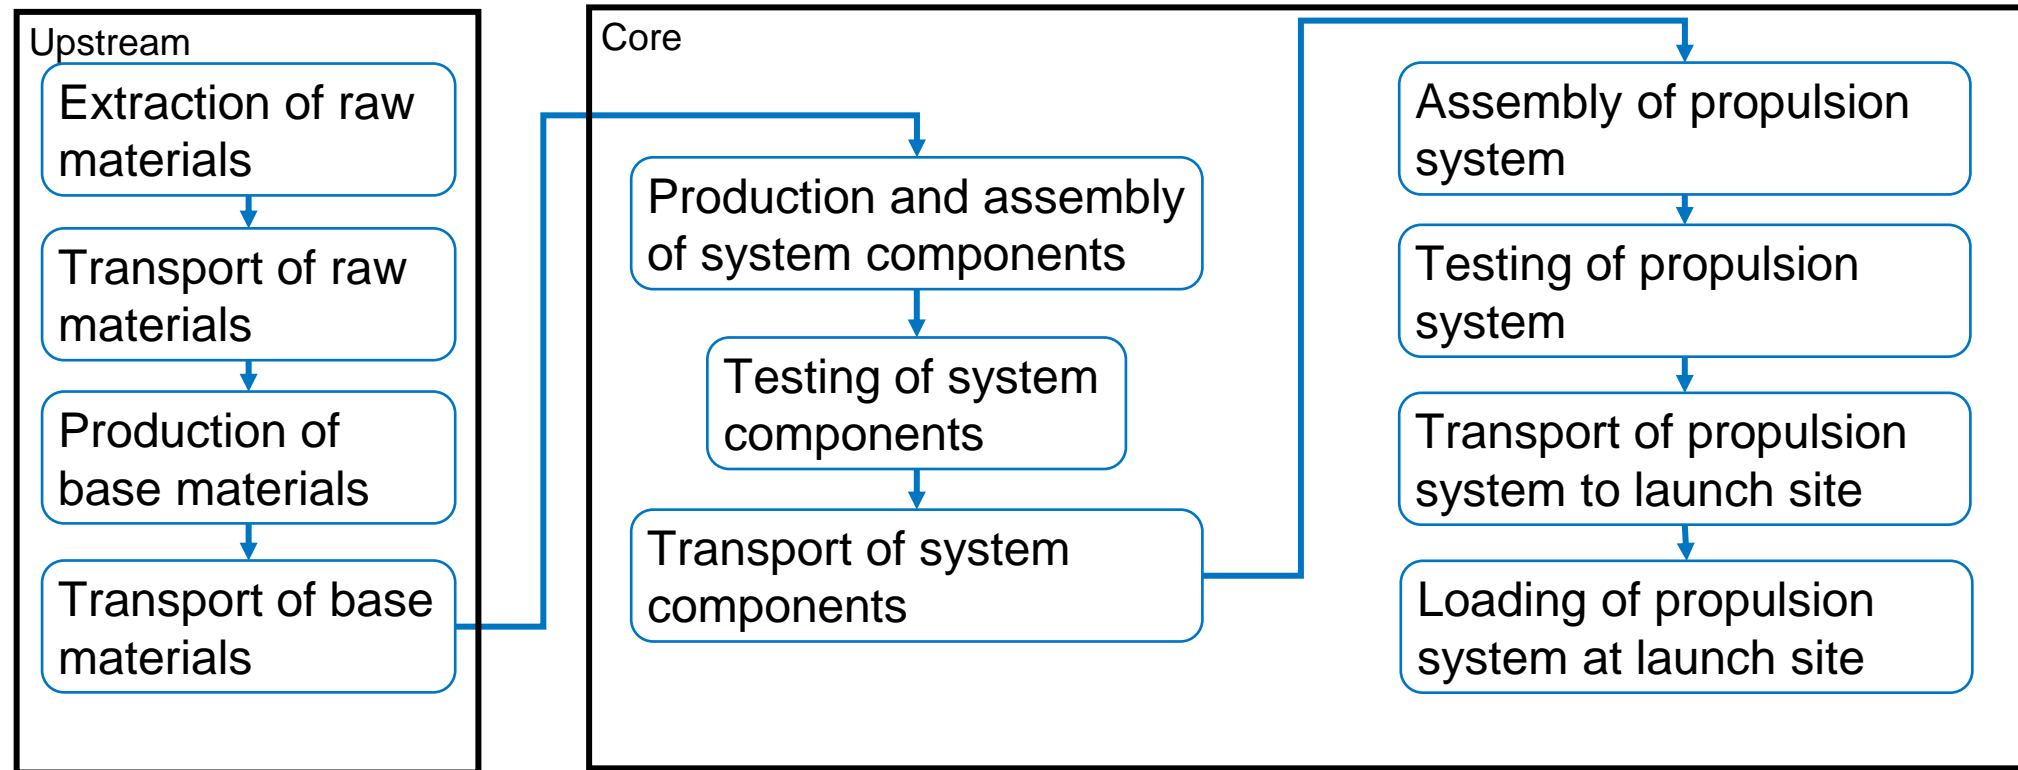 Upstream
Extraction of raw
materials
Transport of raw
materials
Production of
base materials
Transport of base
materials
Core
Production and assembly
of system components
Testing of system
components
Transport of system
components
Assembly of propulsion
system
Testing of propulsion
system
Transport of propulsion
system to launch site
Loading of propulsion
system at launch site